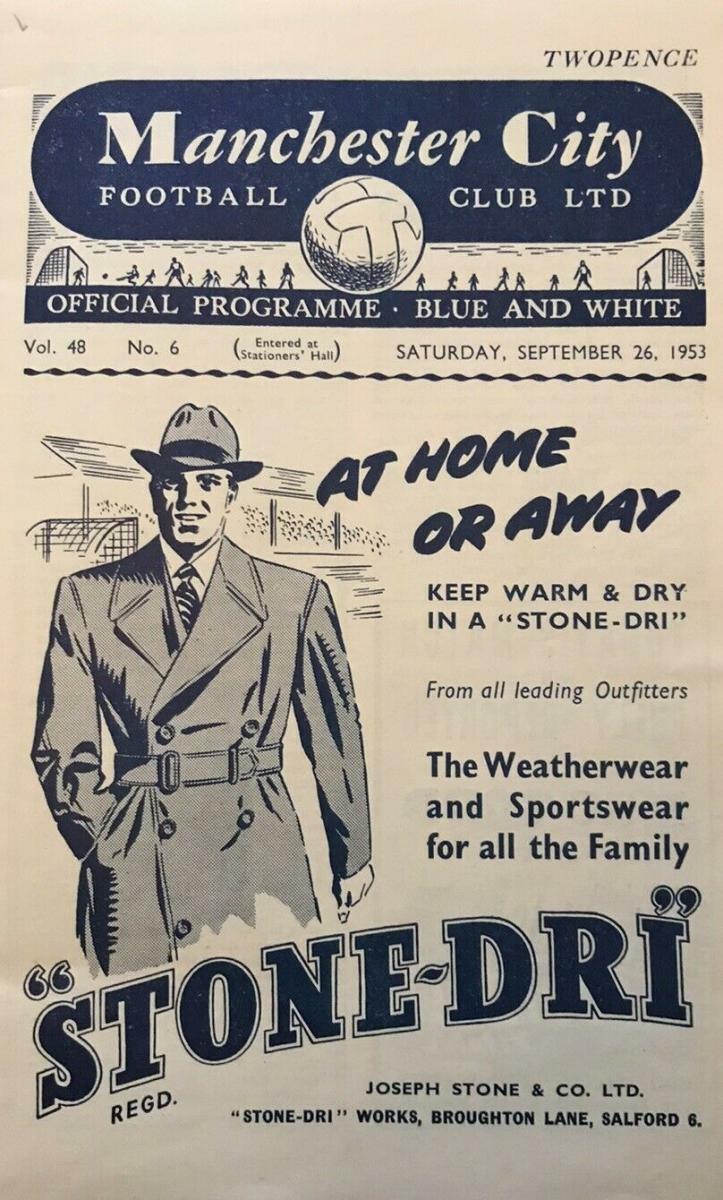 TWOPENCE
Manchester City
FOOTBALL CLUB LTD
OFFICIAL PROGRAMME · BLUE AND WHITE
Vol. 48 No. 6 (Entered at Stationers' Hall) SATURDAY, SEPTEMBER 26, 1953
AT HOME
OR AWAY
KEEP WARM & DRY
IN A "STONE-DRI"
From all leading Outfitters
The Weatherwear
and Sportswear
for all the Family
"STONE-DRI"
REGD.
JOSEPH STONE & CO. LTD.
"STONE-DRI" WORKS, BROUGHTON LANE, SALFORD 6.